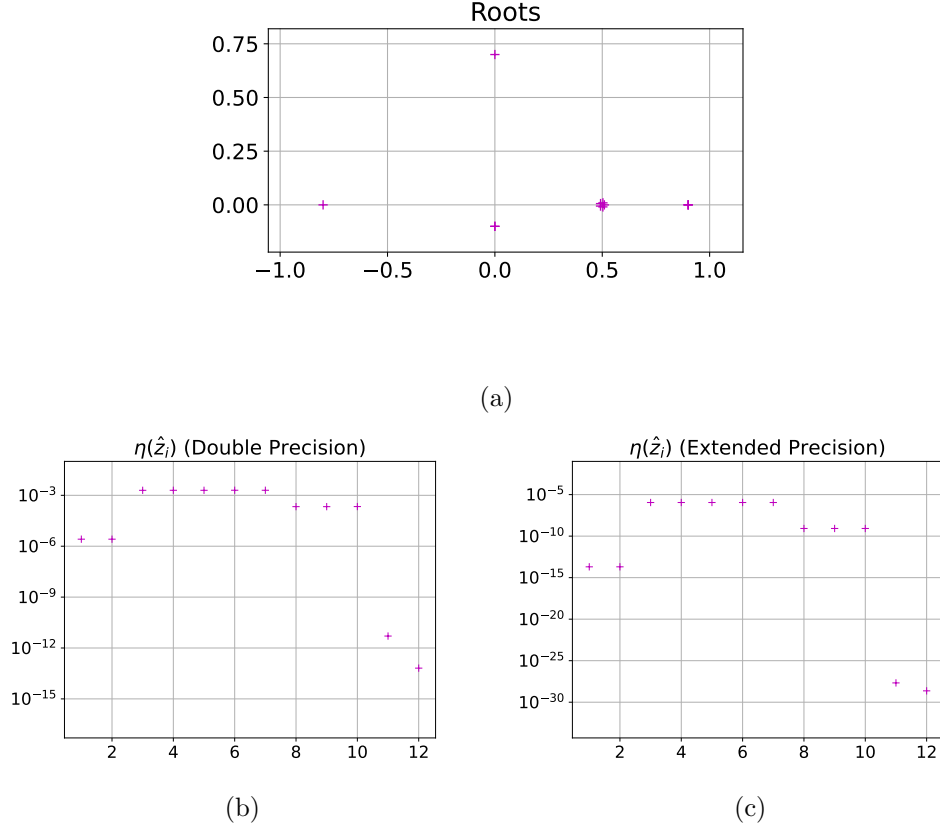 Roots
0.75
0.50
0.25
0.00
−1.0 −0.5 0.0 0.5 1.0
(a)
η(ẑᵢ) (Double Precision)
10⁻³
10⁻⁶
10⁻⁹
10⁻¹²
10⁻¹⁵
2 4 6 8 10 12
(b)
η(ẑᵢ) (Extended Precision)
10⁻⁵
10⁻¹⁰
10⁻¹⁵
10⁻²⁰
10⁻²⁵
10⁻³⁰
2 4 6 8 10 12
(c)